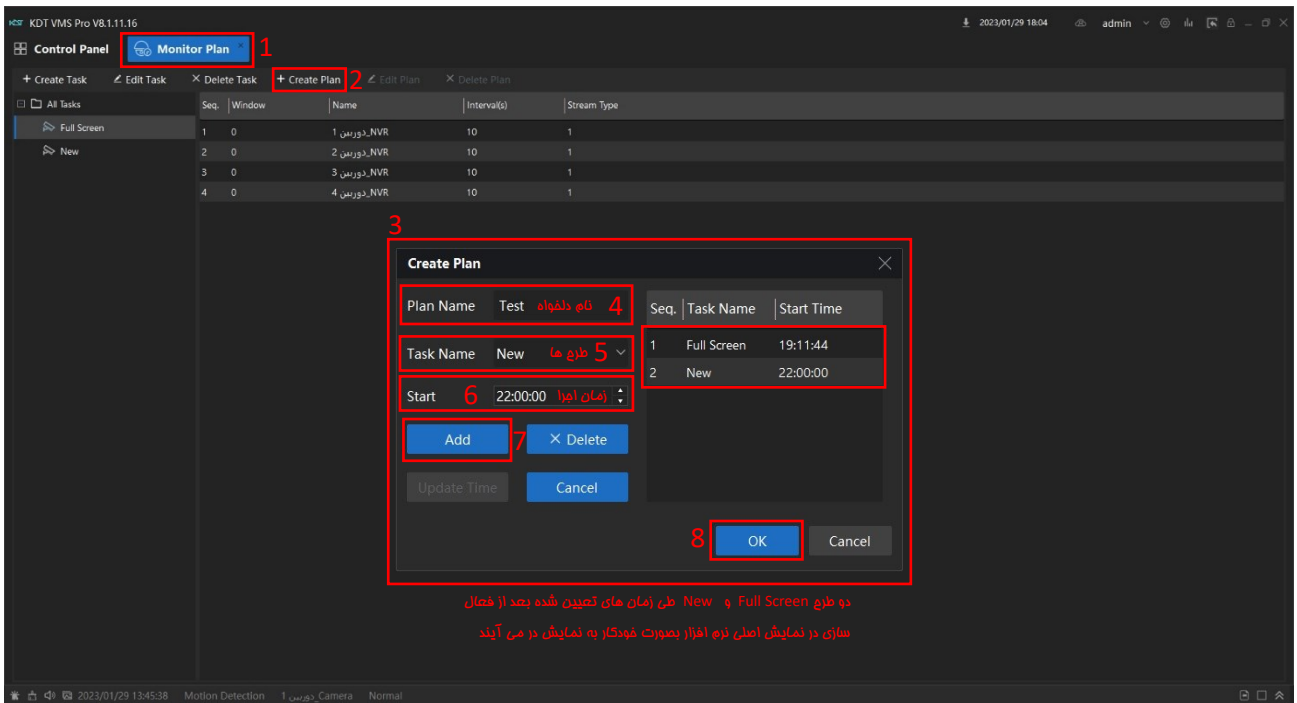 KDT VMS Pro V8.1.11.16
2023/01/29 18:04 admin
Control Panel Monitor Plan 1
Create Task Edit Task Delete Task Create Plan 2 Edit Plan Delete Plan
All Tasks
Full Screen
New
Seq. Window Name Interval(s) Stream Type
1 0 NVR_دوربین 1 10 1
2 0 NVR_دوربین 2 10 1
3 0 NVR_دوربین 3 10 1
4 0 NVR_دوربین 4 10 1
3
Create Plan
Plan Name Test نام دلخواه 4
Task Name New طرح ها 5
Start 6 22:00:00 زمان اجرا
Add 7 Delete
Update Time Cancel
Seq. Task Name Start Time
1 Full Screen 19:11:44
2 New 22:00:00
8 OK Cancel
دو طرح Full Screen و New طی زمان های تعیین شده بعد از فعال
سازی در نمایش اصلی نرم افزار بصورت خودکار به نمایش در می آیند
2023/01/29 13:45:38 Motion Detection دوربین 1_Camera Normal